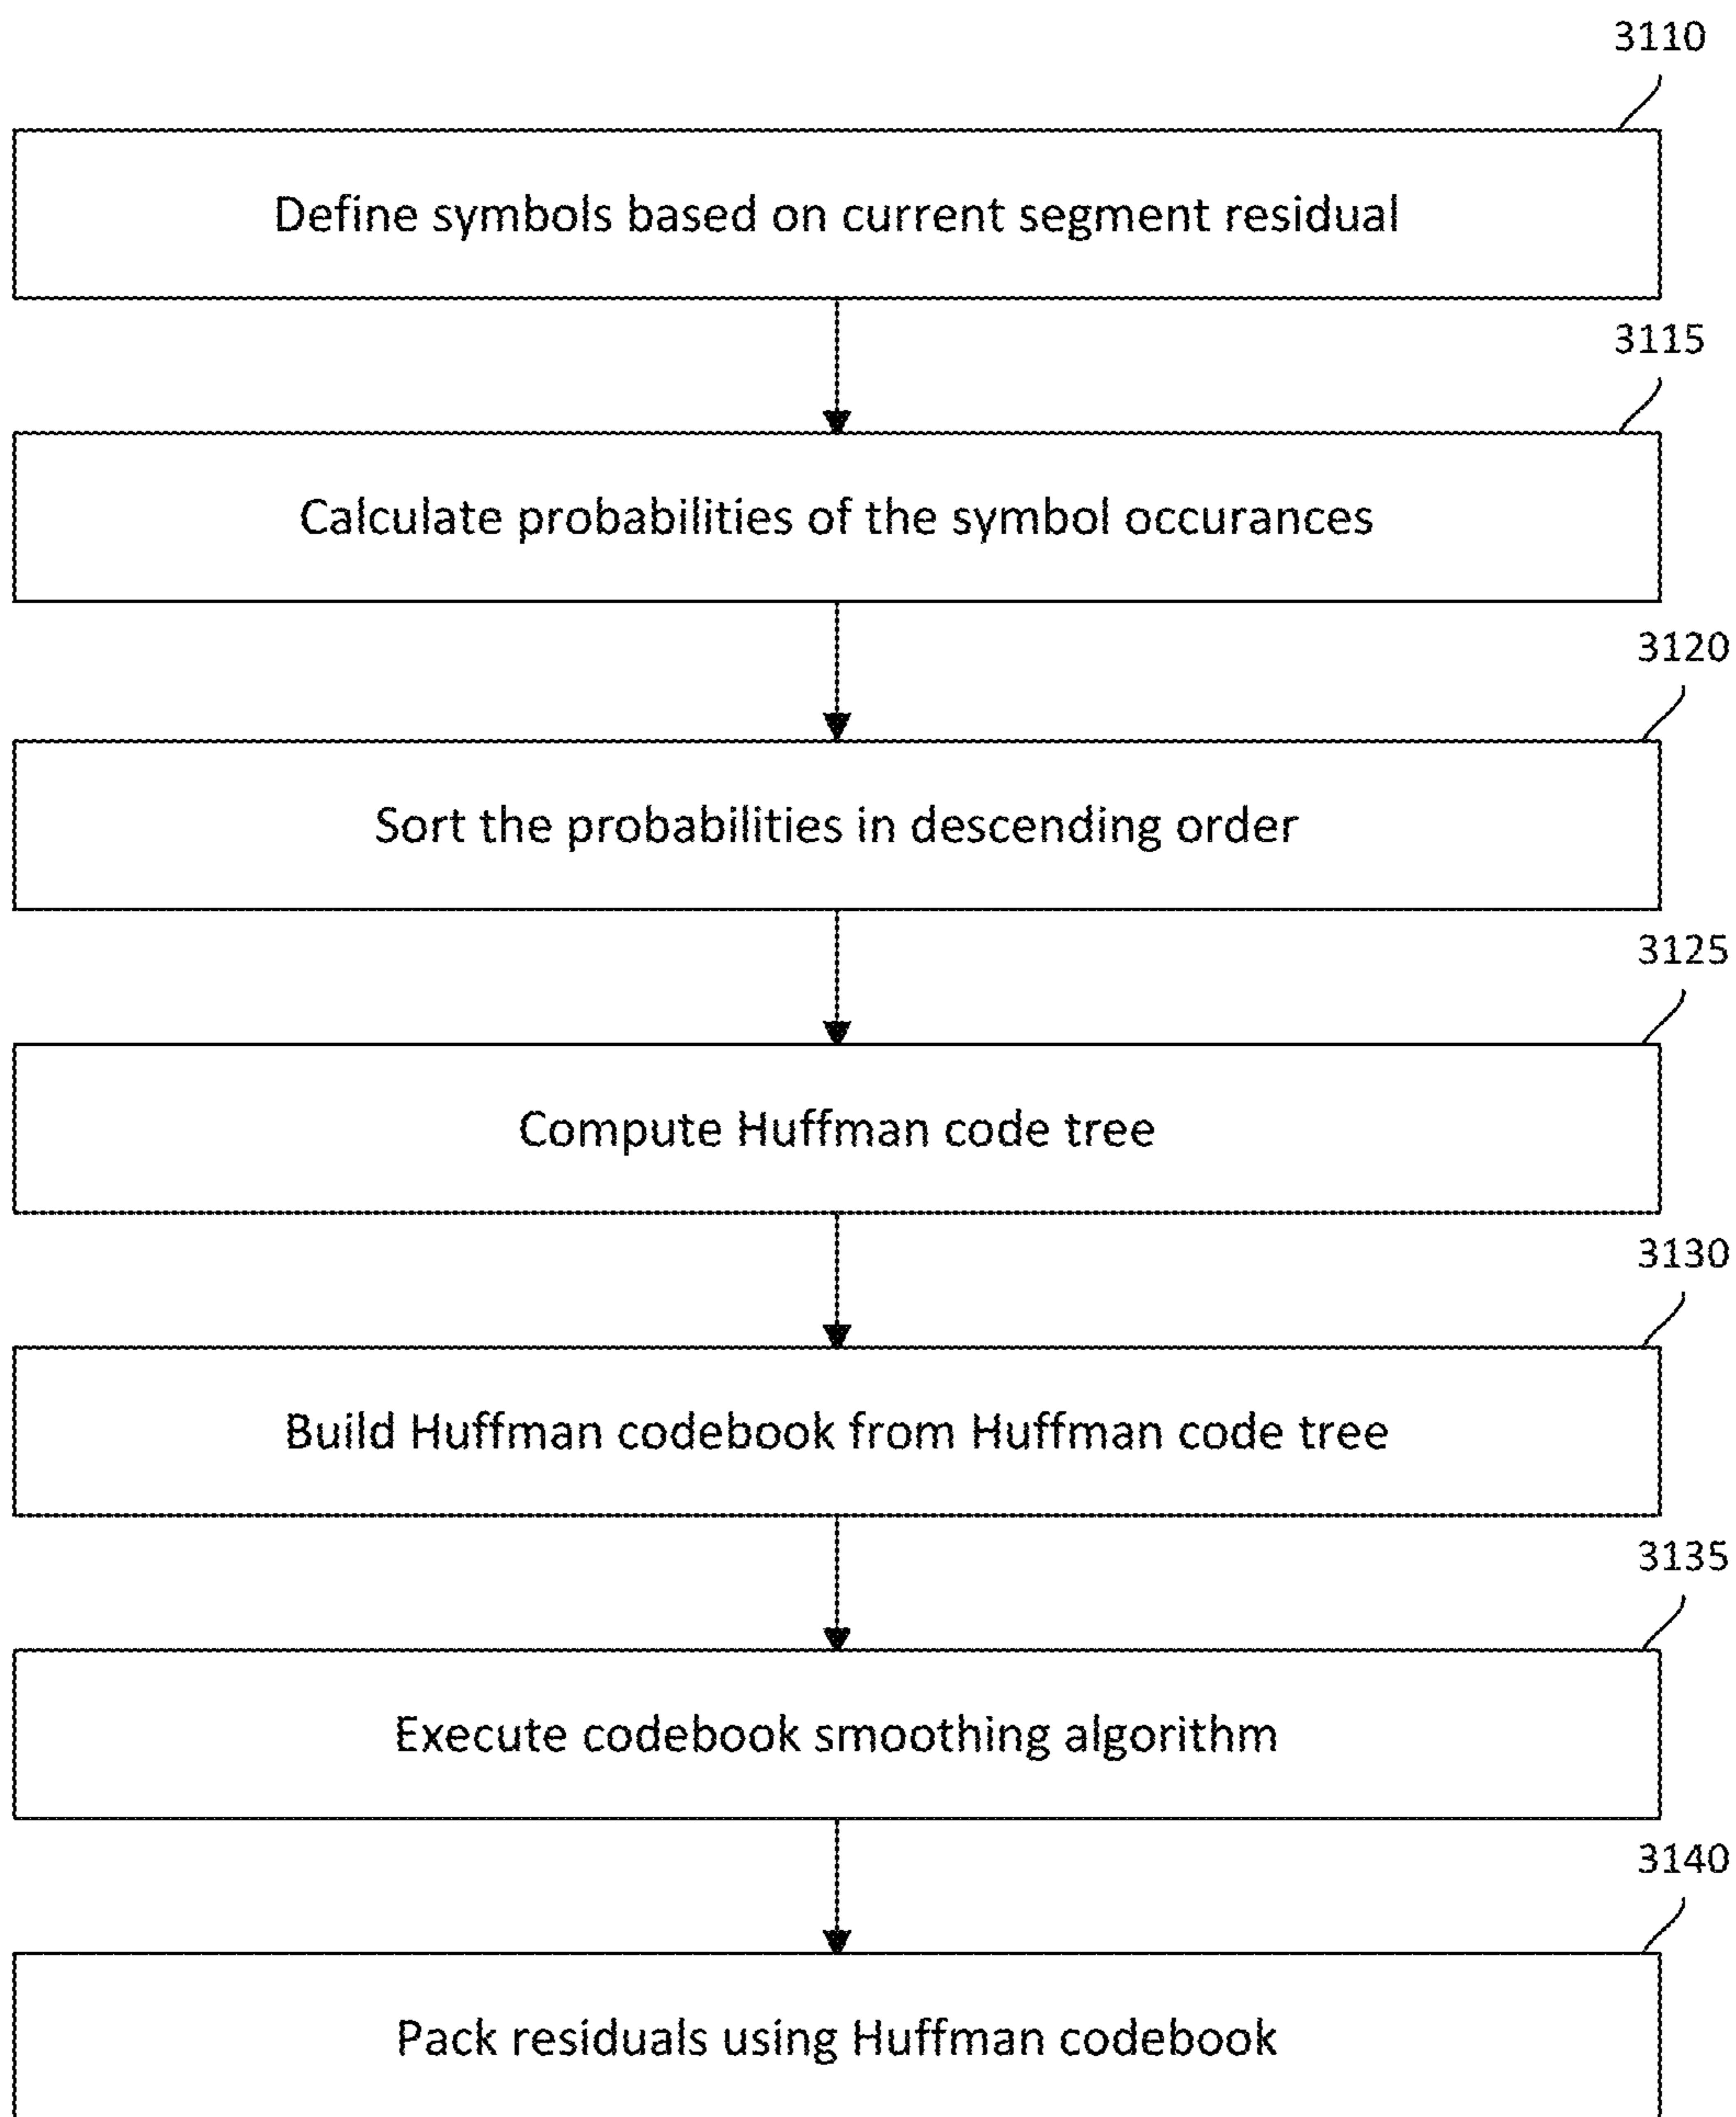 3110
Define symbols based on current segment residual
3115
Calculate probabilities of the symbol occurances
3120
Sort the probabilities in descending order
3125
Compute Huffman code tree
3130
Build Huffman codebook from Huffman code tree
3135
Execute codebook smoothing algorithm
3140
Pack residuals using Huffman codebook